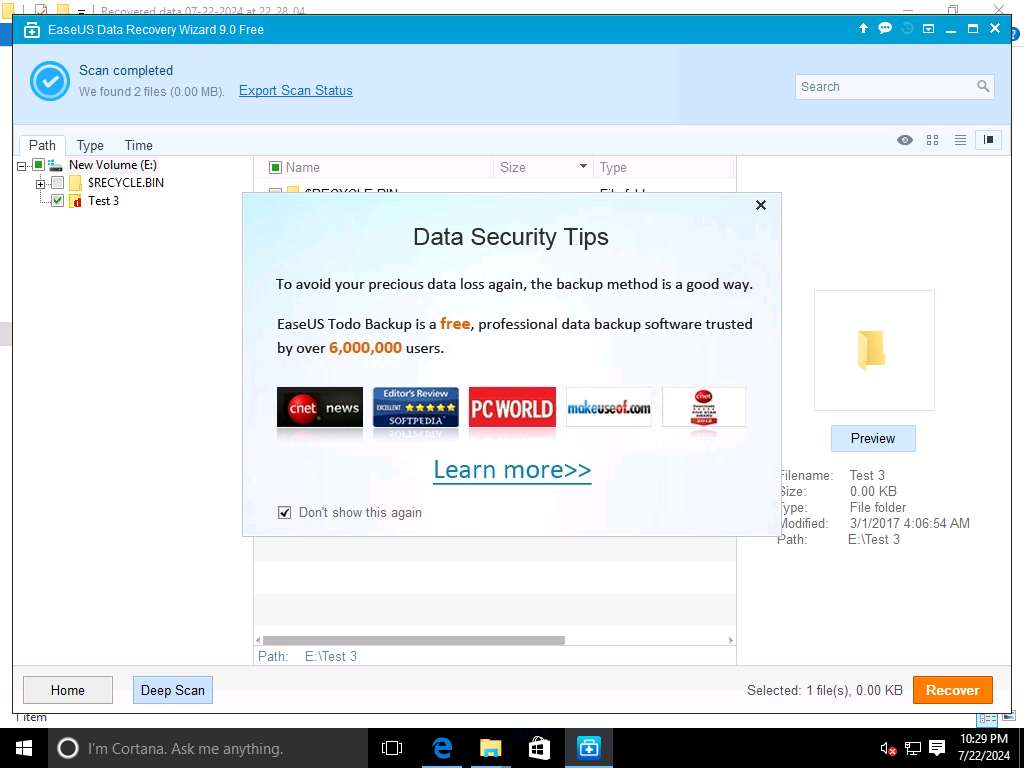 Recovered data 07-22-2024 at 22_28_04
EaseUS Data Recovery Wizard 9.0 Free
Scan completed
We found 2 files (0.00 MB). Export Scan Status
Search
Path Type Time
New Volume (E:)
$RECYCLE.BIN
Test 3
Name Size Type
$RECYCLE.BIN File folder
Data Security Tips
To avoid your precious data loss again, the backup method is a good way.
EaseUS Todo Backup is a free, professional data backup software trusted
by over 6,000,000 users.
cnet news
Editor's Review
EXCELLENT
SOFTPEDIA
PC WORLD
makeuseof.com
cnet
Learn more>>
Don't show this again
Preview
Filename: Test 3
Size: 0.00 KB
Type: File folder
Modified: 3/1/2017 4:06:54 AM
Path: E:\Test 3
Path: E:\Test 3
Home Deep Scan Selected: 1 file(s), 0.00 KB Recover
1 item
I'm Cortana. Ask me anything.
10:29 PM
7/22/2024